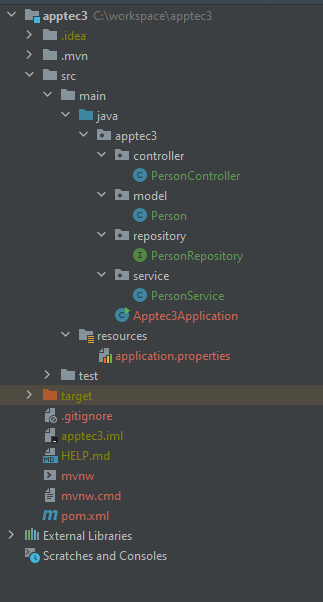 apptec3 C:\workspace\apptec3
.idea
.mvn
src
main
java
apptec3
controller
PersonController
model
Person
repository
PersonRepository
service
PersonService
Apptec3Application
resources
application.properties
test
target
.gitignore
apptec3.iml
HELP.md
mvnw
mvnw.cmd
pom.xml
External Libraries
Scratches and Consoles